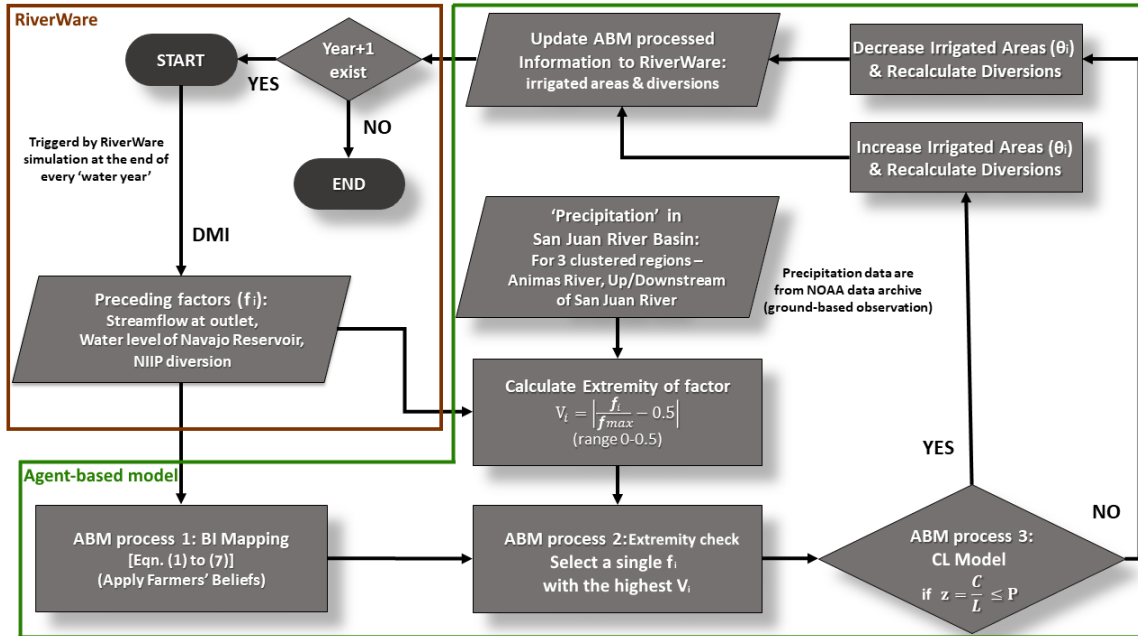 RiverWare
START
Year+1
exist
YES
NO
END
Triggerd by RiverWare
simulation at the end of
every ‘water year’
DMI
Preceding factors (fᵢ):
Streamflow at outlet,
Water level of Navajo Reservoir,
NIIP diversion
Update ABM processed
Information to RiverWare:
irrigated areas & diversions
Decrease Irrigated Areas (θᵢ)
& Recalculate Diversions
Increase Irrigated Areas (θᵢ)
& Recalculate Diversions
‘Precipitation’ in
San Juan River Basin:
For 3 clustered regions –
Animas River, Up/Downstream
of San Juan River
Precipitation data are
from NOAA data archive
(ground-based observation)
Calculate Extremity of factor
Vᵢ = |fᵢ/fmax − 0.5|
(range 0-0.5)
Agent-based model
ABM process 1: BI Mapping
[Eqn. (1) to (7)]
(Apply Farmers’ Beliefs)
ABM process 2:Extremity check
Select a single fᵢ
with the highest Vᵢ
ABM process 3:
CL Model
if z = C/L ≤ P
YES
NO